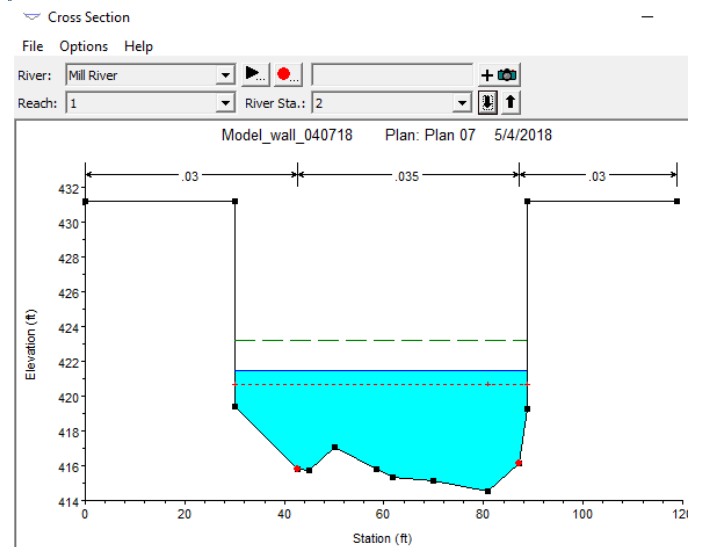 Cross Section
File Options Help
River: Mill River
Reach: 1 River Sta.: 2
Model_wall_040718 Plan: Plan 07 5/4/2018
.03 .035 .03
432
430
428
426
424
422
420
418
416
414
Elevation (ft)
0 20 40 60 80 100 120
Station (ft)